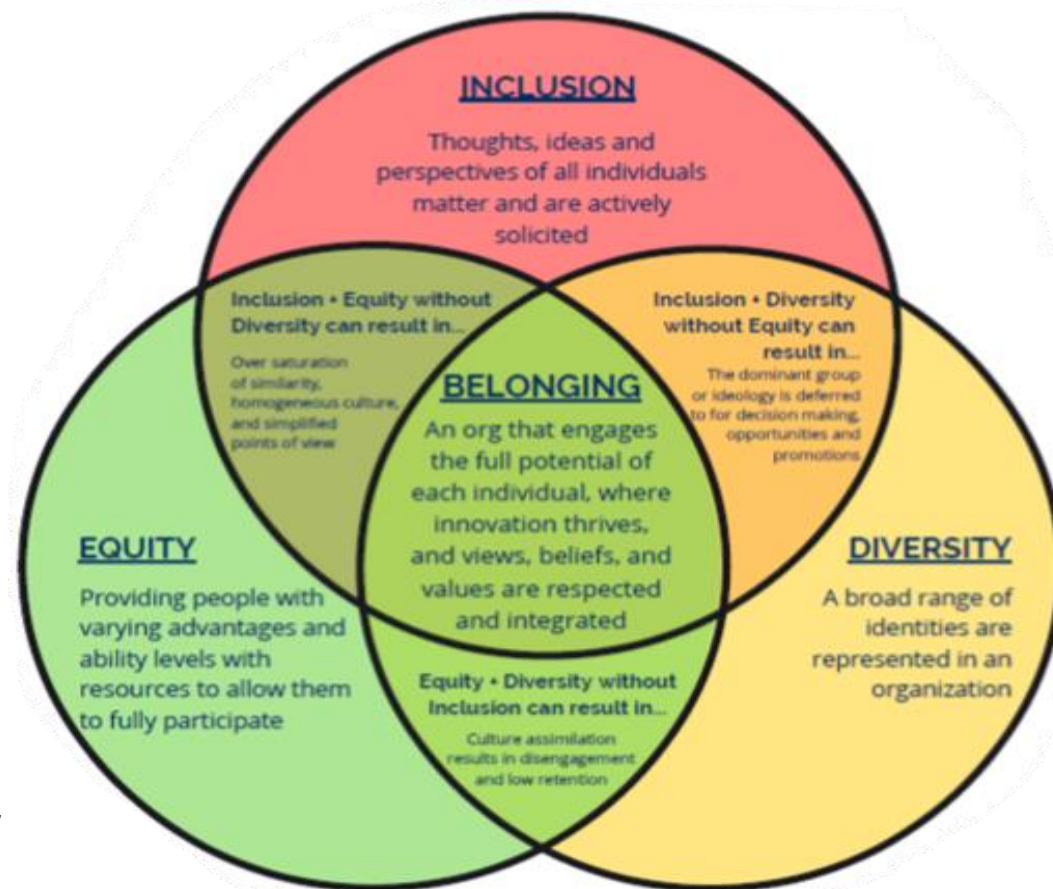 INCLUSION
Thoughts, ideas and
perspectives of all individuals
matter and are actively
solicited
Inclusion • Equity without
Diversity can result in...
Over saturation
of similarity,
homogeneous culture,
and simplified
points of view
Inclusion • Diversity
without Equity can
result in...
The dominant group
or ideology is deferred
to for decision making,
opportunities and
promotions
BELONGING
An org that engages
the full potential of
each individual, where
innovation thrives,
and views, beliefs, and
values are respected
and integrated
EQUITY
Providing people with
varying advantages and
ability levels with
resources to allow them
to fully participate
DIVERSITY
A broad range of
identities are
represented in an
organization
Equity • Diversity without
Inclusion can result in...
Culture assimilation
results in disengagement
and low retention